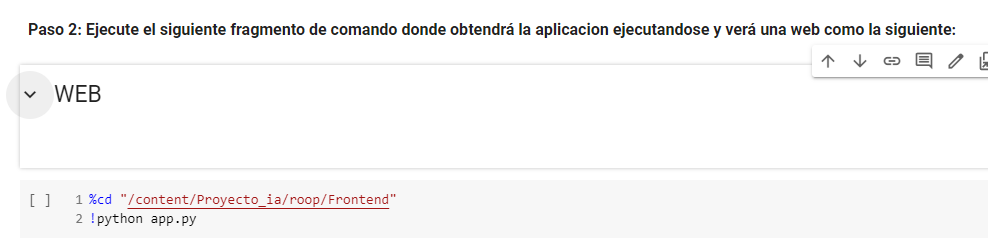 Paso 2: Ejecute el siguiente fragmento de comando donde obtendrá la aplicacion ejecutandose y verá una web como la siguiente:
WEB
[ ] 1 %cd "/content/Proyecto_ia/roop/Frontend"
2 !python app.py